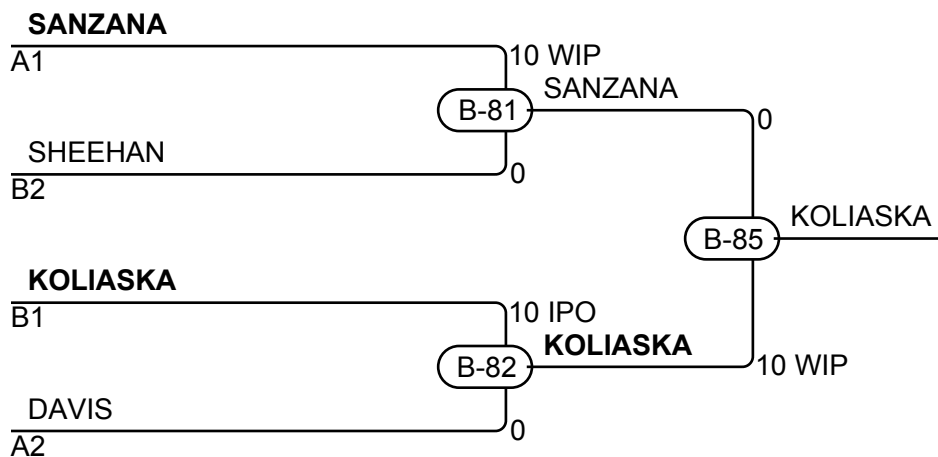 SANZANA
A1
10 WIP
SANZANA
B-81
0
SHEEHAN
0
B2
KOLIASKA
B-85
KOLIASKA
B1
10 IPO
KOLIASKA
B-82
10 WIP
DAVIS
0
A2